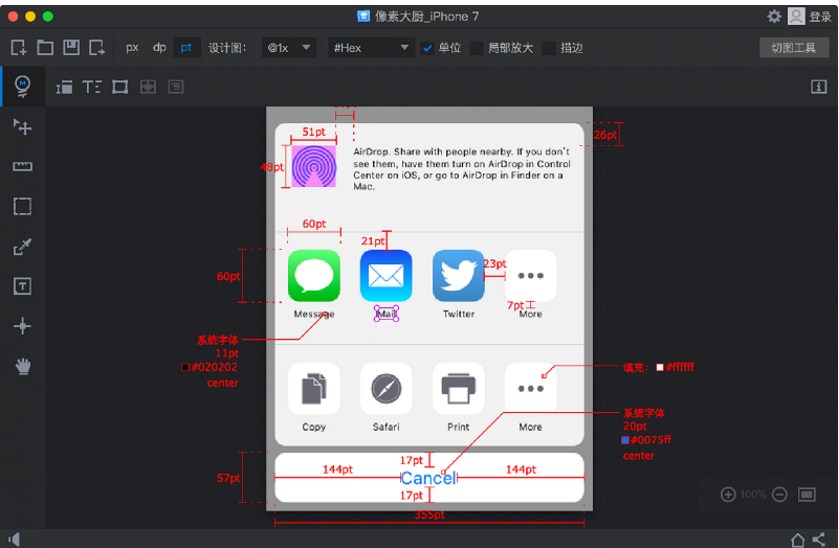 像素大厨_iPhone 7
登录
px dp pt 设计图: @1x #Hex 单位 局部放大 描边 切图工具
51pt
26pt
48pt
AirDrop. Share with people nearby. If you don't
see them, have them turn on AirDrop in Control
Center on iOS, or go to AirDrop in Finder on a
Mac.
60pt
21pt
23pt
60pt
7pt
Message Mail Twitter More
系统字体
11pt
#020202
center
填充: #ffffff
Copy Safari Print More
系统字体
20pt
#0075ff
center
17pt
57pt
144pt
Cancel
144pt
17pt
355pt
100%